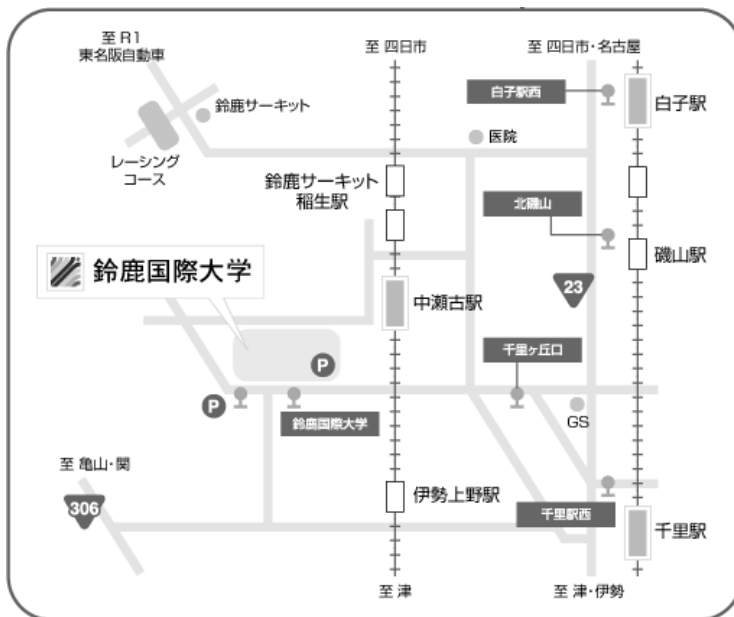 至 R1
東名阪自動車
至 四日市
至 四日市・名古屋
白子駅西
白子駅
鈴鹿サーキット
医院
レーシング
コース
鈴鹿サーキット
稲生駅
北磯山
磯山駅
鈴鹿国際大学
23
中瀬古駅
千里ヶ丘口
P
P
鈴鹿国際大学
GS
至 亀山・関
306
伊勢上野駅
千里駅西
千里駅
至 津
至 津・伊勢